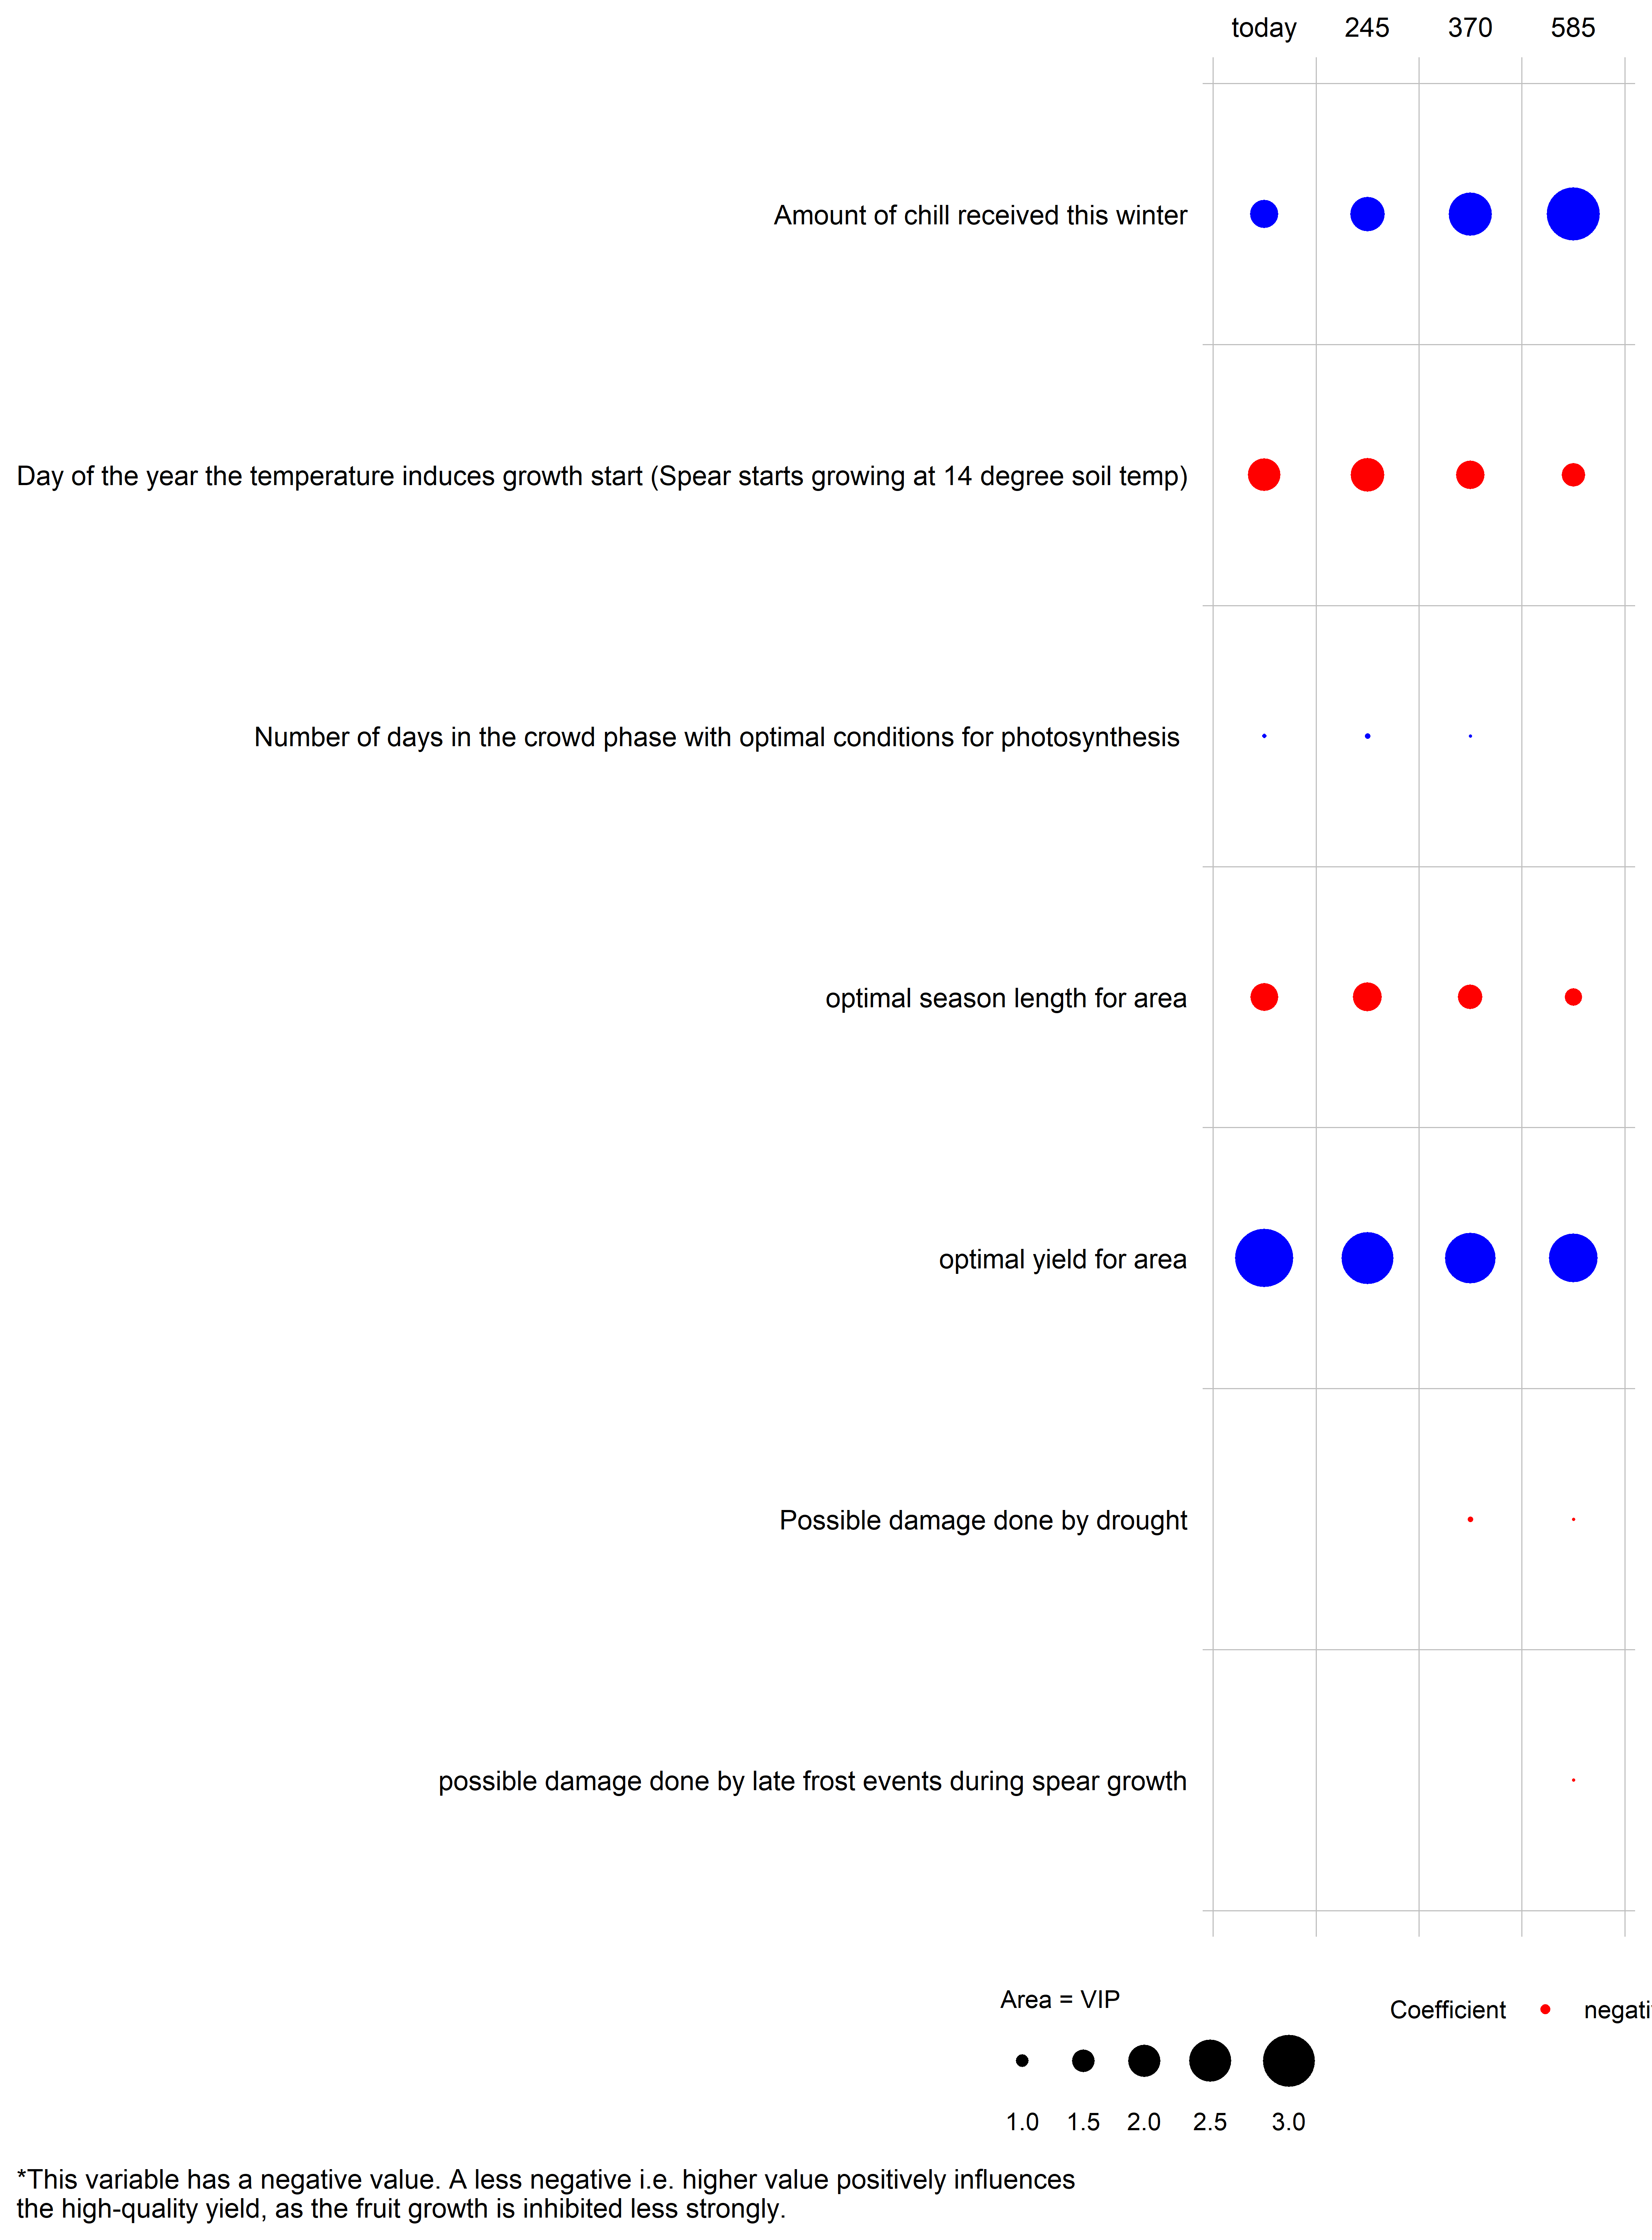 today 245 370 585
Amount of chill received this winter
Day of the year the temperature induces growth start (Spear starts growing at 14 degree soil temp)
Number of days in the crowd phase with optimal conditions for photosynthesis
optimal season length for area
optimal yield for area
Possible damage done by drought
possible damage done by late frost events during spear growth
Area = VIP
Coefficient negati
1.0 1.5 2.0 2.5 3.0
*This variable has a negative value. A less negative i.e. higher value positively influences
the high-quality yield, as the fruit growth is inhibited less strongly.